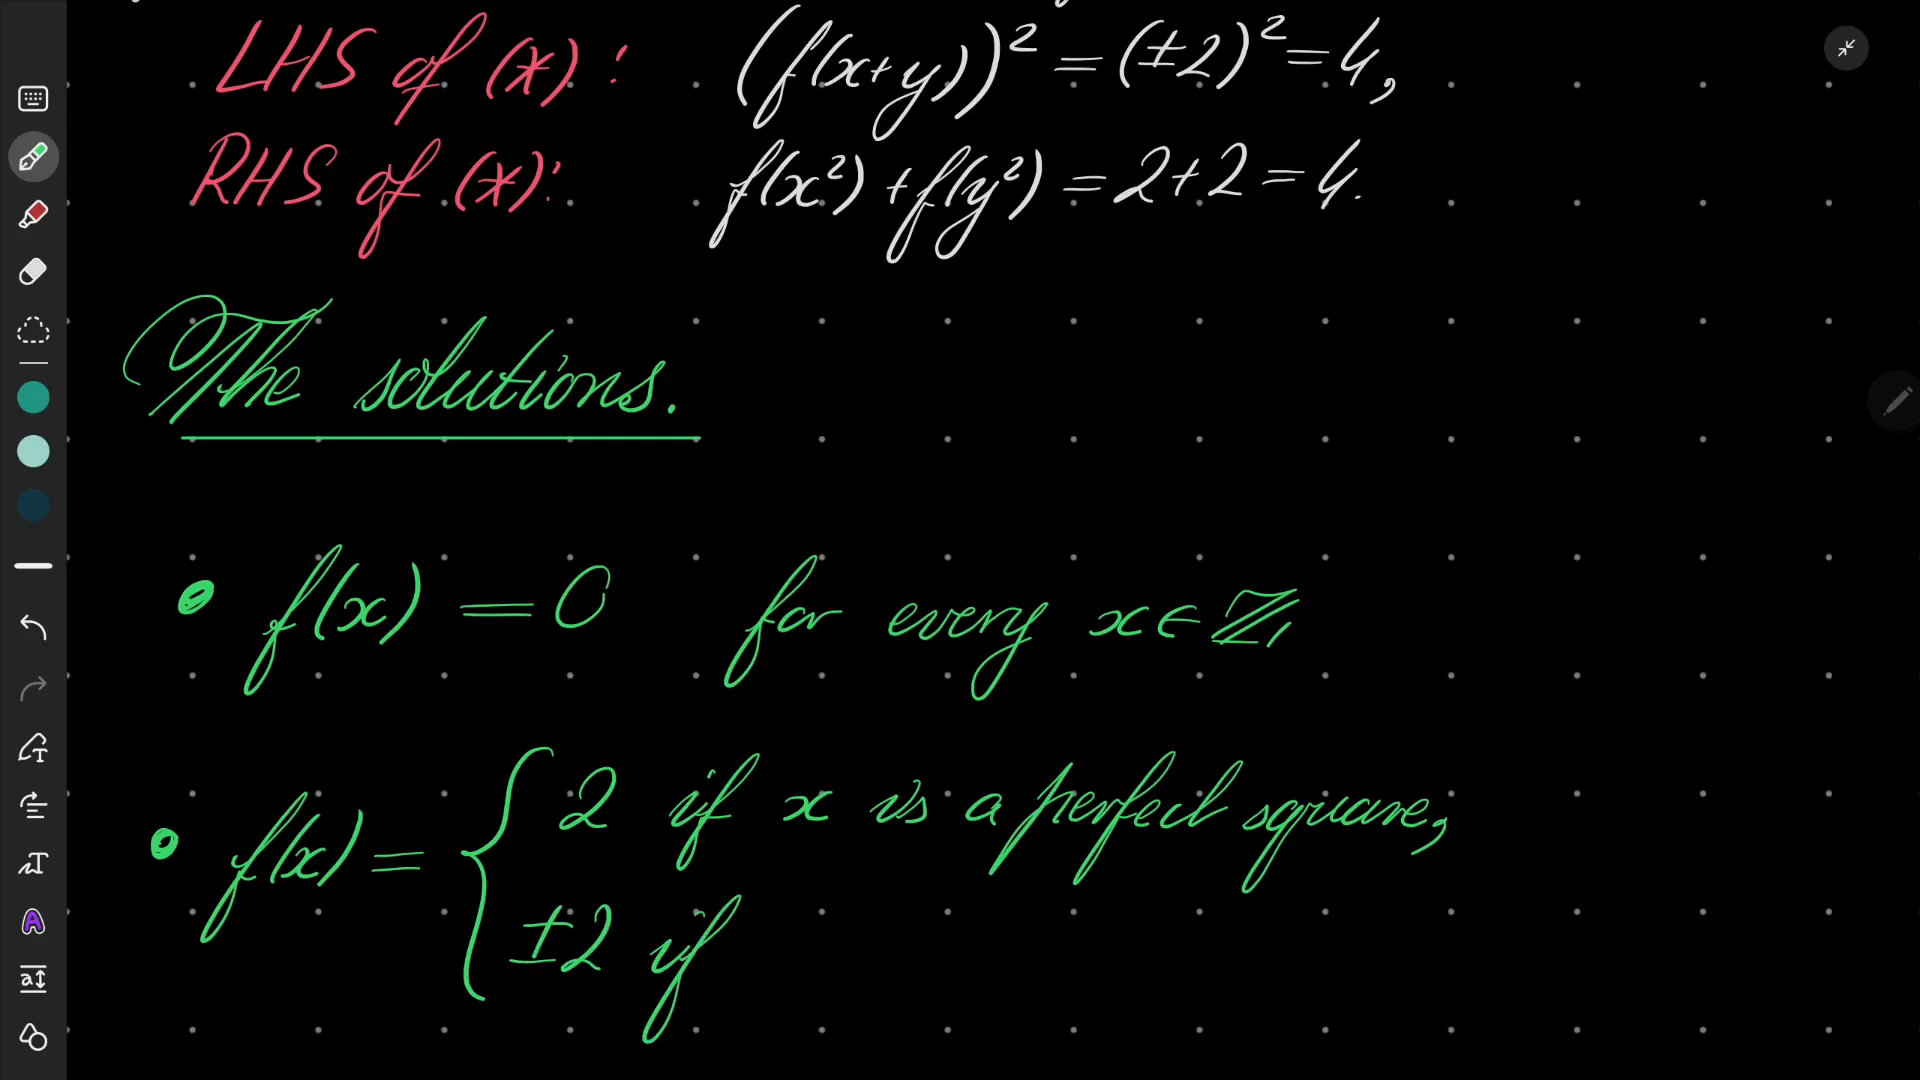 LHS of (*): (f(x+y))² = (±2)² = 4,
RHS of (*): f(x²) + f(y²) = 2 + 2 = 4.
The solutions.
• f(x) = 0 for every x ∈ ℤ,
• f(x) = { 2 if x is a perfect square,
±2 if